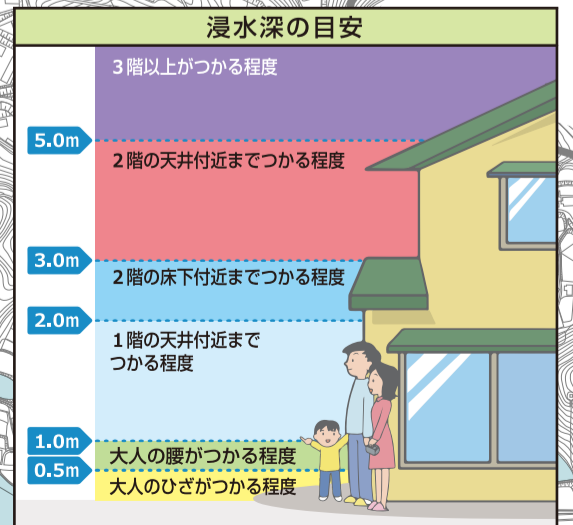 浸水深の目安
3階以上がつかる程度
5.0m
2階の天井付近までつかる程度
3.0m
2階の床下付近までつかる程度
2.0m
1階の天井付近まで
つかる程度
1.0m
大人の腰がつかる程度
0.5m
大人のひざがつかる程度